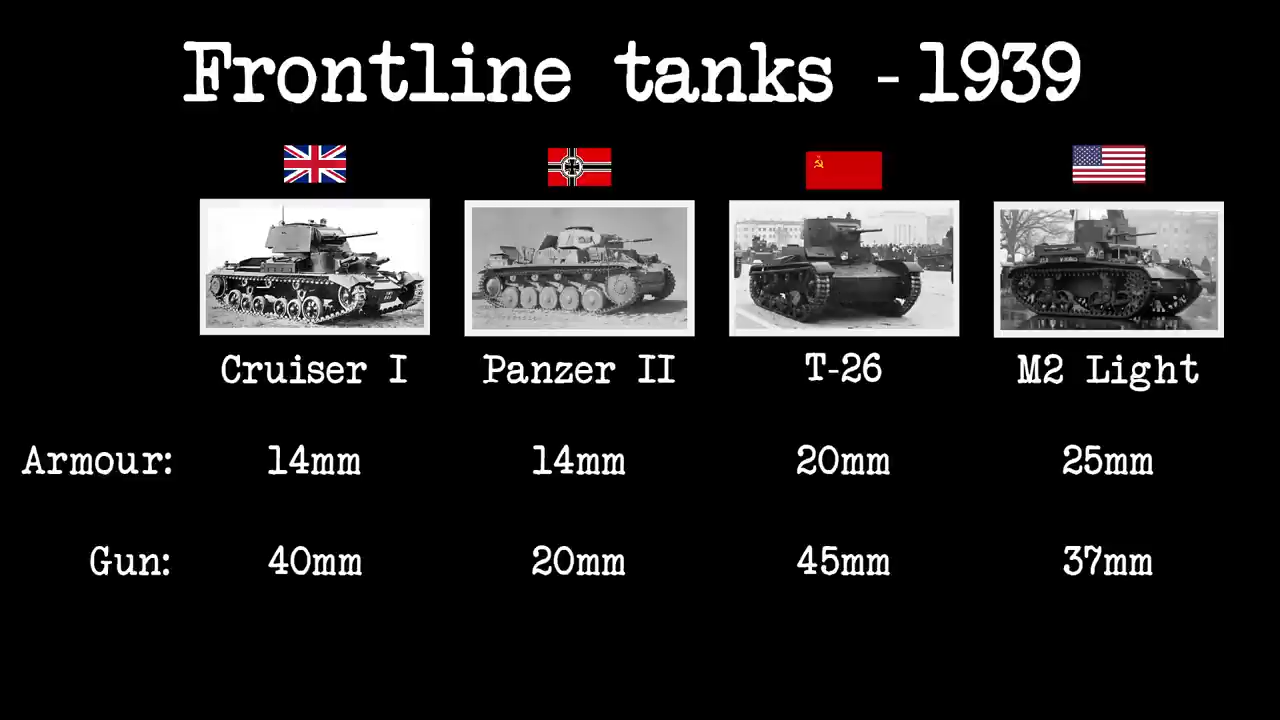 Frontline tanks - 1939
Cruiser I Panzer II T-26 M2 Light
Armour: 14mm 14mm 20mm 25mm
Gun: 40mm 20mm 45mm 37mm